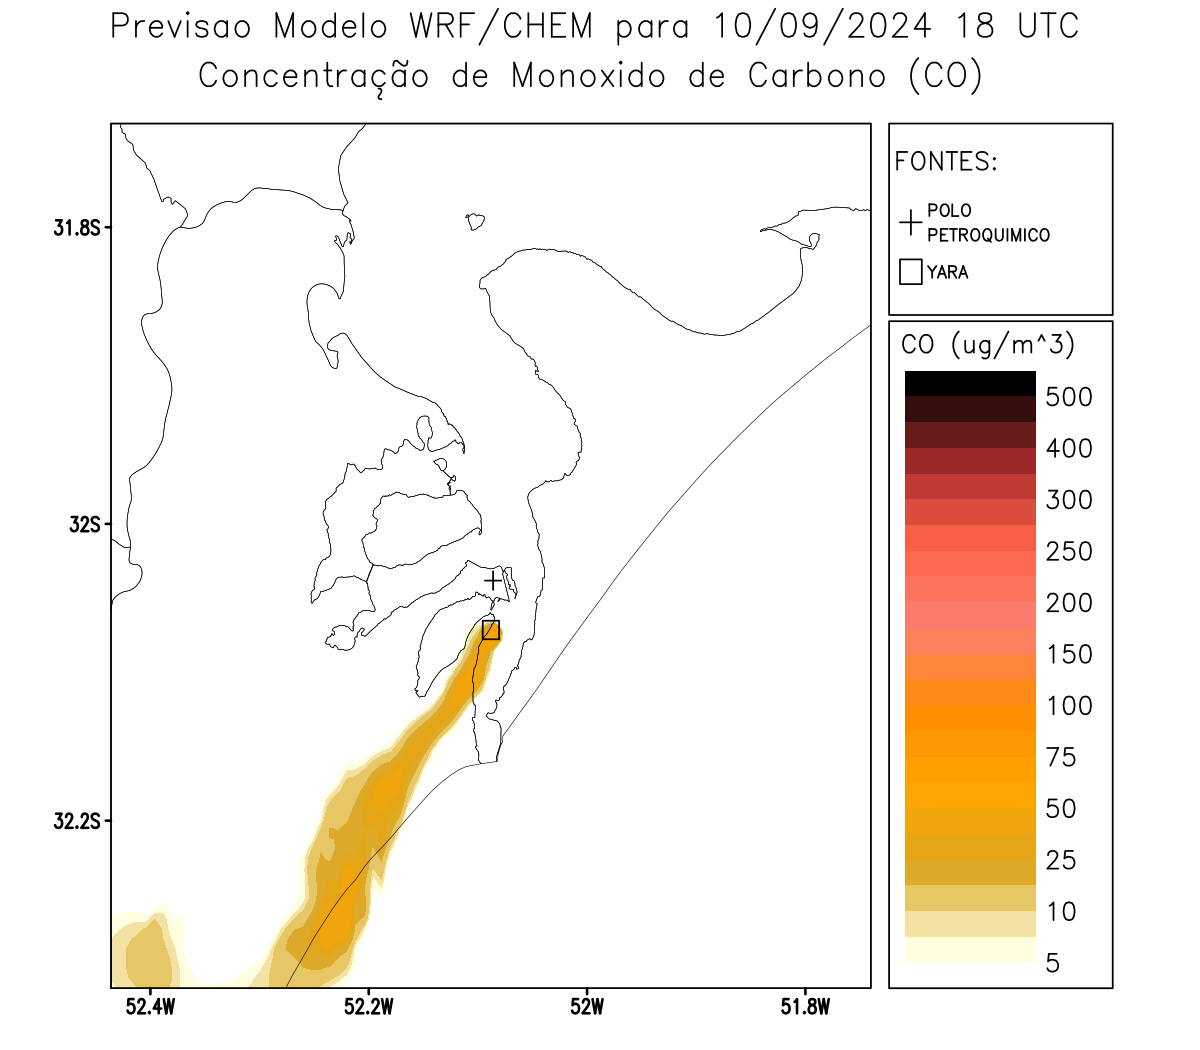 Previsao Modelo WRF/CHEM para 10/09/2024 18 UTC
Concentração de Monoxido de Carbono (CO)
FONTES:
POLO
PETROQUIMICO
YARA
CO (ug/m^3)
500
400
300
250
200
150
100
75
50
25
10
5
31.8S
32S
32.2S
52.4W
52.2W
52W
51.8W